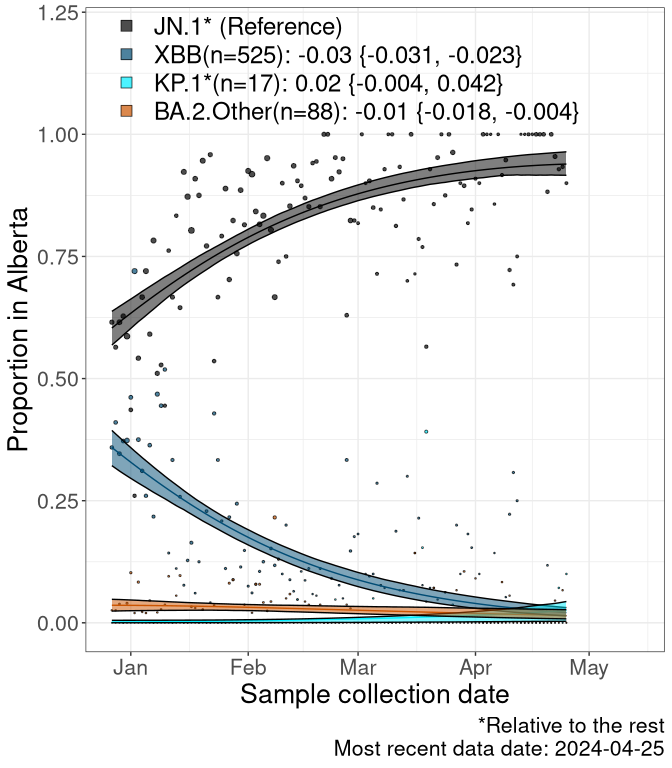 1.25
JN.1* (Reference)
XBB(n=525): -0.03 {-0.031, -0.023}
KP.1*(n=17): 0.02 {-0.004, 0.042}
BA.2.Other(n=88): -0.01 {-0.018, -0.004}
1.00
0.75
0.50
0.25
0.00
Proportion in Alberta
Jan Feb Mar Apr May
Sample collection date
*Relative to the rest
Most recent data date: 2024-04-25